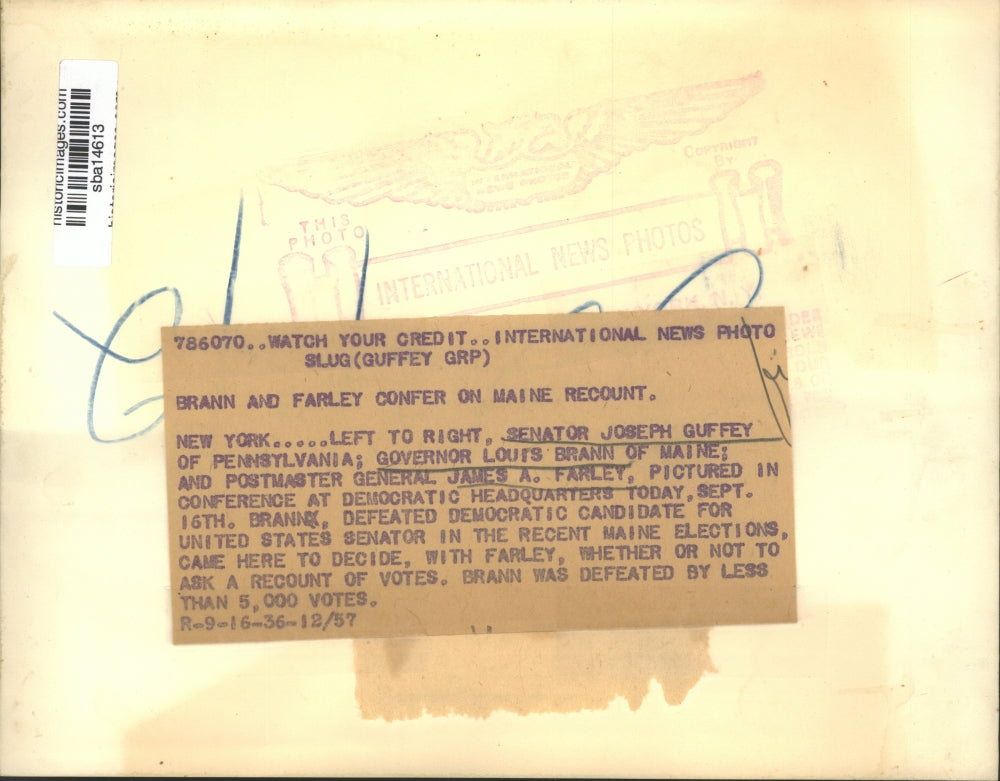 historicimages.com
sba14613
COPYRIGHT
BY
INTERNATIONAL
NEWS PHOTOS
THIS
PHOTO
INTERNATIONAL NEWS PHOTOS
786070..WATCH YOUR CREDIT..INTERNATIONAL NEWS PHOTO
SLUG(GUFFEY GRP)
BRANN AND FARLEY CONFER ON MAINE RECOUNT.
NEW YORK.....LEFT TO RIGHT, SENATOR JOSEPH GUFFEY
OF PENNSYLVANIA; GOVERNOR LOUIS BRANN OF MAINE;
AND POSTMASTER GENERAL JAMES A. FARLEY, PICTURED IN
CONFERENCE AT DEMOCRATIC HEADQUARTERS TODAY,SEPT.
16TH. BRANN, DEFEATED DEMOCRATIC CANDIDATE FOR
UNITED STATES SENATOR IN THE RECENT MAINE ELECTIONS,
CAME HERE TO DECIDE, WITH FARLEY, WHETHER OR NOT TO
ASK A RECOUNT OF VOTES. BRANN WAS DEFEATED BY LESS
THAN 5,000 VOTES.
R-9-16-36-12/57